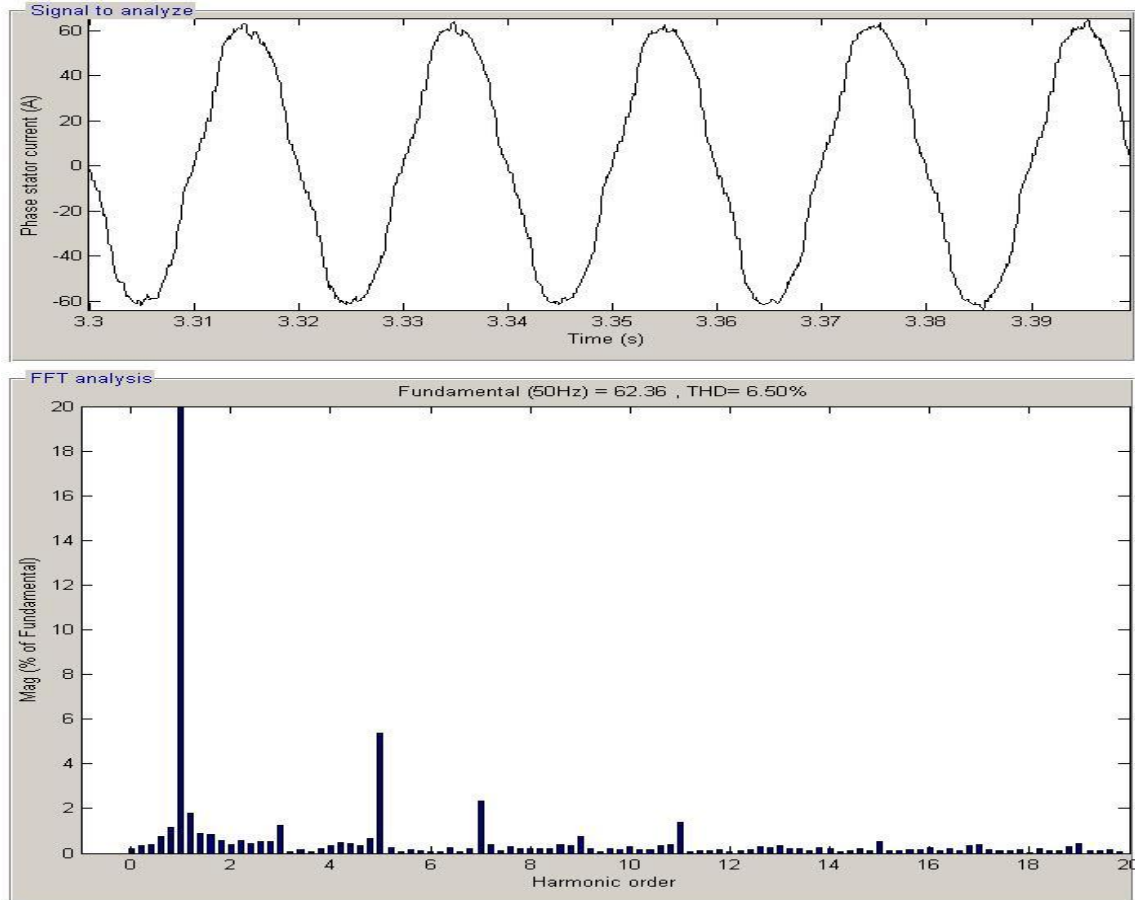 Signal to analyze
Phase stator current (A)
60
40
20
0
-20
-40
-60
3.3 3.31 3.32 3.33 3.34 3.35 3.36 3.37 3.38 3.39
Time (s)
FFT analysis
Fundamental (50Hz) = 62.36 , THD= 6.50%
Mag (% of Fundamental)
20
18
16
14
12
10
8
6
4
2
0
0 2 4 6 8 10 12 14 16 18 20
Harmonic order